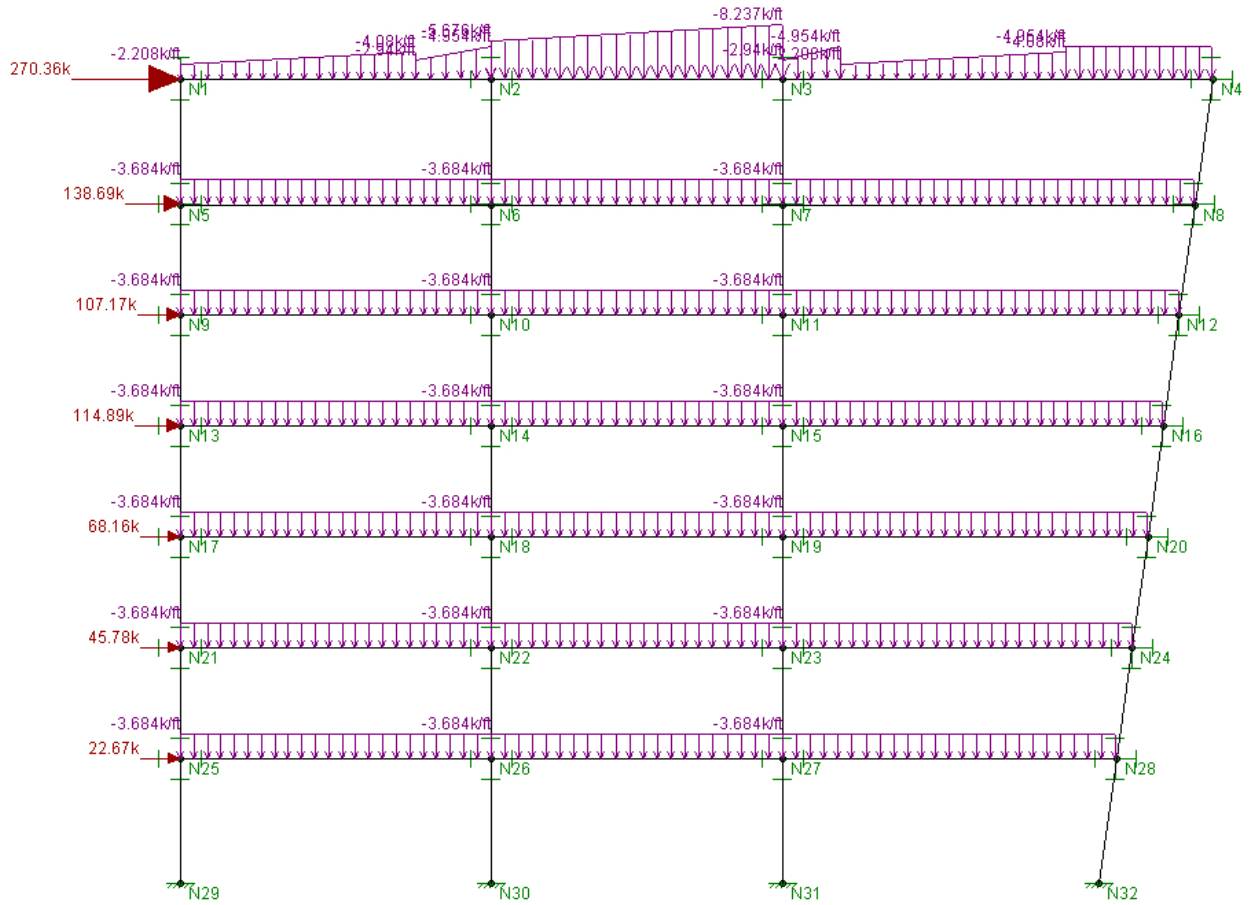 -8.237k/ft
-5.676k/ft
-4.08k/ft -4.954k/ft -4.954k/ft -4.954k/ft
-2.208k/ft -2.94k/ft -2.94k/ft -2.208k/ft -4.08k/ft
270.36k
N1 N2 N3 N4
-3.684k/ft -3.684k/ft -3.684k/ft
138.69k
N5 N6 N7 N8
-3.684k/ft -3.684k/ft -3.684k/ft
107.17k
N9 N10 N11 N12
-3.684k/ft -3.684k/ft -3.684k/ft
114.89k
N13 N14 N15 N16
-3.684k/ft -3.684k/ft -3.684k/ft
68.16k
N17 N18 N19 N20
-3.684k/ft -3.684k/ft -3.684k/ft
45.78k
N21 N22 N23 N24
-3.684k/ft -3.684k/ft -3.684k/ft
22.67k
N25 N26 N27 N28
N29 N30 N31 N32